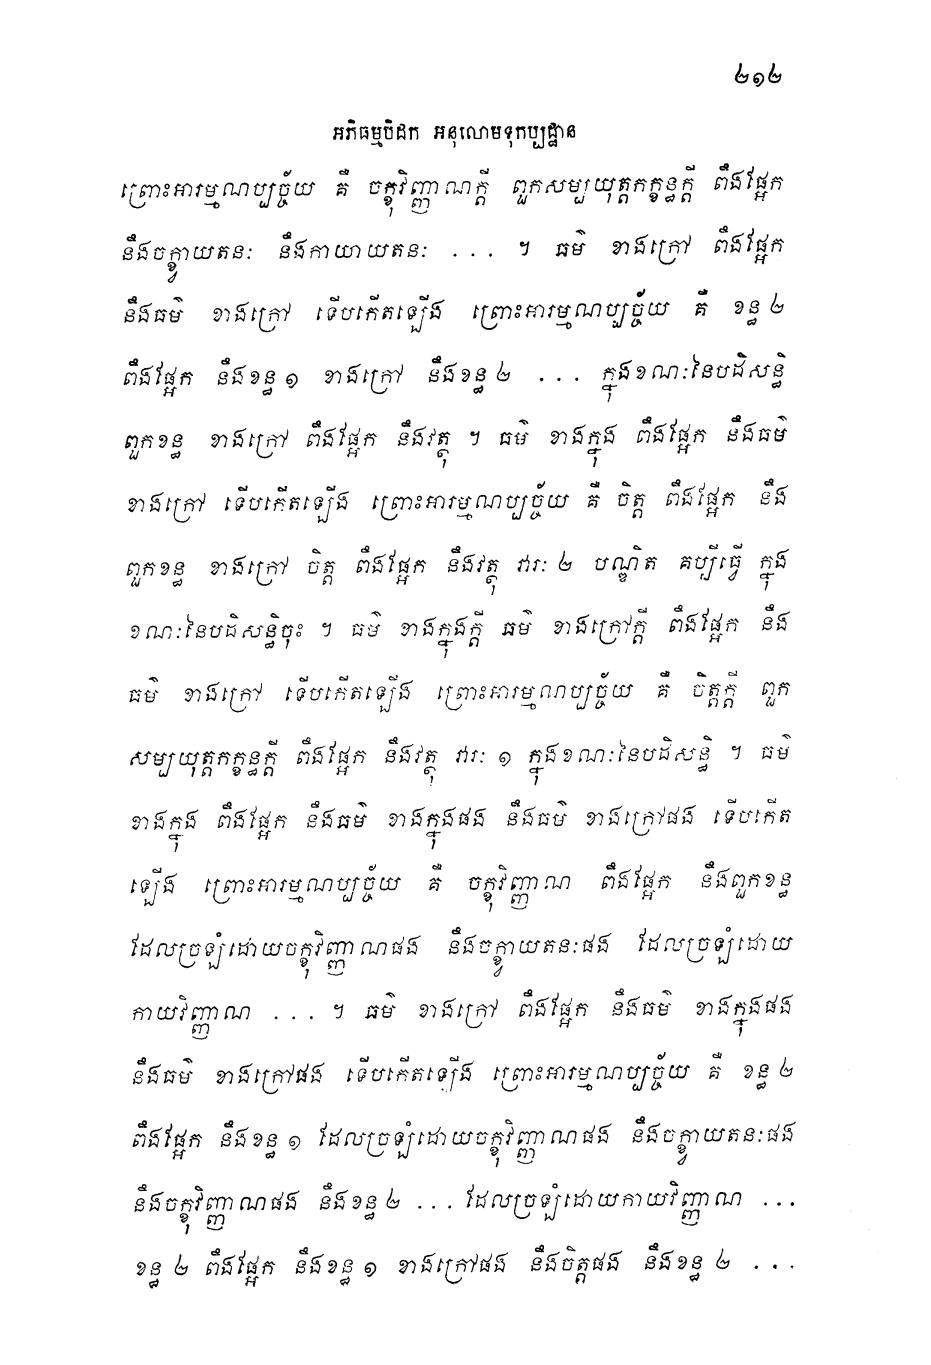 ២១២
អភិធម្មបិដក អនុលោមទុកប្បដ្ឋាន
ព្រោះអារម្មណប្បច្ច័យ គឺ ចក្ខុវិញ្ញាណក្តី ពួកសម្បយុត្តកក្ខន្ធក្តី ពឹងផ្អែក
នឹងចក្ខ្វាយតនៈ នឹងកាយាយតនៈ ... ។ ធម៌ ខាងក្រៅ ពឹងផ្អែក
នឹងធម៌ ខាងក្រៅ ទើបកើតឡើង ព្រោះអារម្មណប្បច្ច័យ គឺ ខន្ធ ២
ពឹងផ្អែក នឹងខន្ធ ១ ខាងក្រៅ នឹងខន្ធ ២ ... ក្នុងខណៈនៃបដិសន្ធិ
ពួកខន្ធ ខាងក្រៅ ពឹងផ្អែក នឹងវត្ថុ ។ ធម៌ ខាងក្នុង ពឹងផ្អែក នឹងធម៌
ខាងក្រៅ ទើបកើតឡើង ព្រោះអារម្មណប្បច្ច័យ គឺ ចិត្ត ពឹងផ្អែក នឹង
ពួកខន្ធ ខាងក្រៅ ចិត្ត ពឹងផ្អែក នឹងវត្ថុ វារៈ ២ បណ្ឌិត គប្បីធ្វើ ក្នុង
ខណៈនៃបដិសន្ធិចុះ ។ ធម៌ ខាងក្នុងក្តី ធម៌ ខាងក្រៅក្តី ពឹងផ្អែក នឹង
ធម៌ ខាងក្រៅ ទើបកើតឡើង ព្រោះអារម្មណប្បច្ច័យ គឺ ចិត្តក្តី ពួក
សម្បយុត្តកក្ខន្ធក្តី ពឹងផ្អែក នឹងវត្ថុ វារៈ ១ ក្នុងខណៈនៃបដិសន្ធិ ។ ធម៌
ខាងក្នុង ពឹងផ្អែក នឹងធម៌ ខាងក្នុងផង នឹងធម៌ ខាងក្រៅផង ទើបកើត
ឡើង ព្រោះអារម្មណប្បច្ច័យ គឺ ចក្ខុវិញ្ញាណ ពឹងផ្អែក នឹងពួកខន្ធ
ដែលច្រឡំដោយចក្ខុវិញ្ញាណផង នឹងចក្ខ្វាយតនៈផង ដែលច្រឡំដោយ
កាយវិញ្ញាណ ... ។ ធម៌ ខាងក្រៅ ពឹងផ្អែក នឹងធម៌ ខាងក្នុងផង
នឹងធម៌ ខាងក្រៅផង ទើបកើតឡើង ព្រោះអារម្មណប្បច្ច័យ គឺ ខន្ធ ២
ពឹងផ្អែក នឹងខន្ធ ១ ដែលច្រឡំដោយចក្ខុវិញ្ញាណផង នឹងចក្ខ្វាយតនៈផង
នឹងចក្ខុវិញ្ញាណផង នឹងខន្ធ ២ ... ដែលច្រឡំដោយកាយវិញ្ញាណ ...
ខន្ធ ២ ពឹងផ្អែក នឹងខន្ធ ១ ខាងក្រៅផង នឹងចិត្តផង នឹងខន្ធ ២ ...